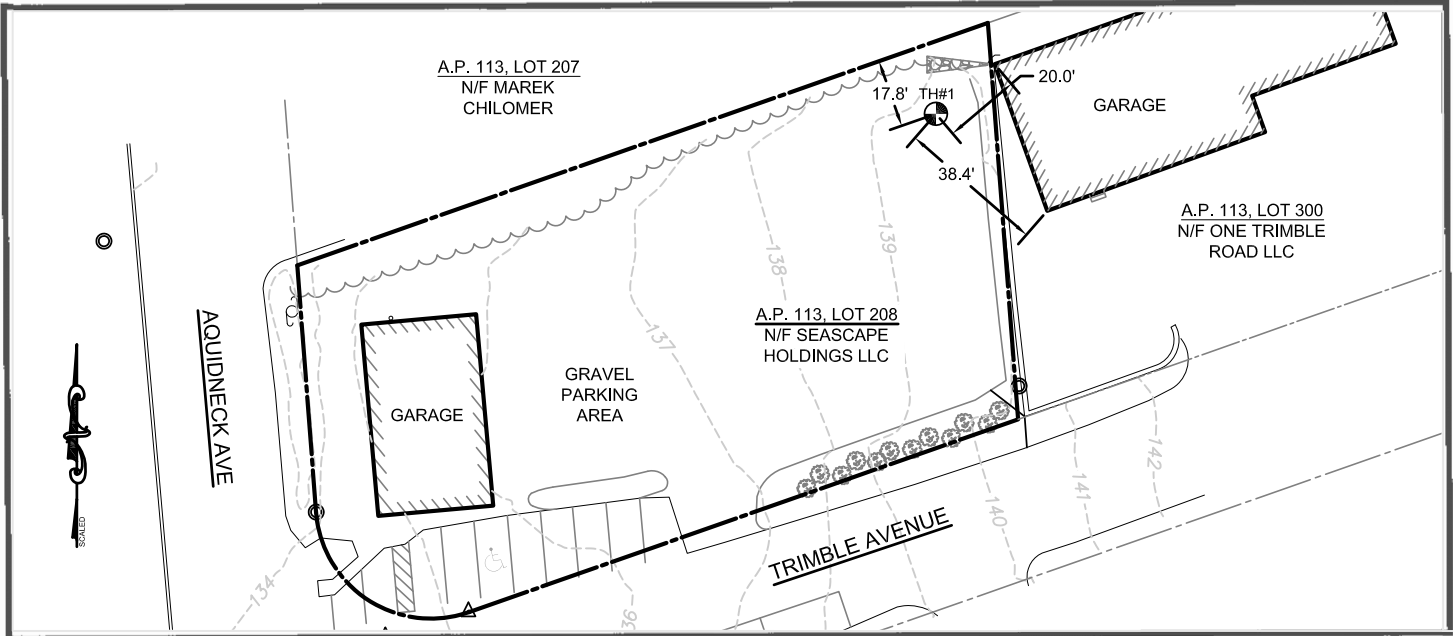 A.P. 113, LOT 207
N/F MAREK
CHILOMER
17.8'
TH#1
20.0'
GARAGE
38.4'
A.P. 113, LOT 300
N/F ONE TRIMBLE
ROAD LLC
139
138
137
A.P. 113, LOT 208
N/F SEASCAPE
HOLDINGS LLC
AQUIDNECK AVE
GRAVEL
PARKING
AREA
GARAGE
SCALED
TRIMBLE AVENUE
142
141
140
134
36